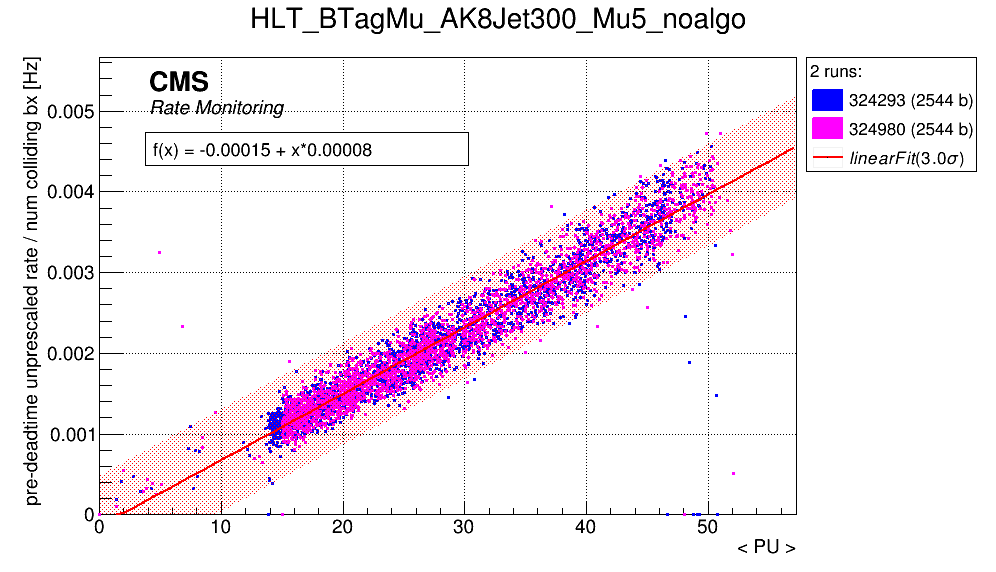 HLT_BTagMu_AK8Jet300_Mu5_noalgo
pre-deadtime unprescaled rate / num colliding bx [Hz]
CMS
Rate Monitoring
f(x) = -0.00015 + x*0.00008
0.005
0.004
0.003
0.002
0.001
0
0 10 20 30 40 50
< PU >
2 runs:
324293 (2544 b)
324980 (2544 b)
linearFit(3.0σ)